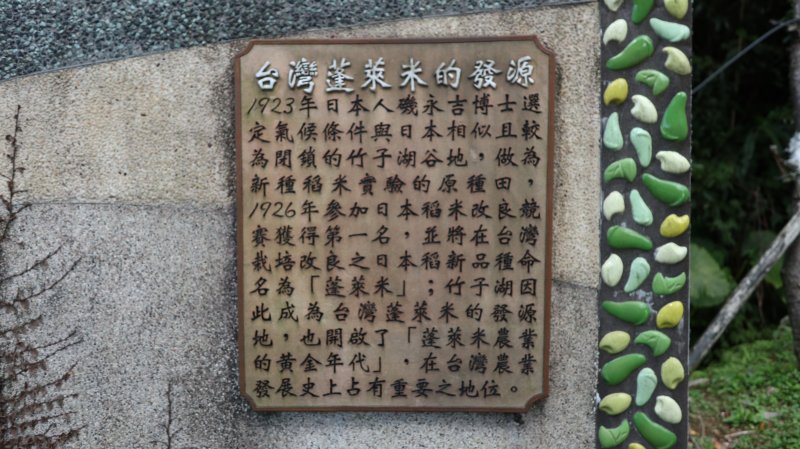 台灣蓬萊米的發源
1923年日本人磯永吉博士選
定氣候條件與日本相似且較
為閉鎖的竹子湖谷地，做為
新種稻米實驗的原種田，
1926年參加日本稻米改良競
賽獲得第一名，並將在台灣
栽培改良之日本稻新品種命
名為「蓬萊米」；竹子湖因
此成為台灣蓬萊米的發源
地，也開啟了「蓬萊米農業
的黃金年代」，在台灣農業
發展史上占有重要之地位。